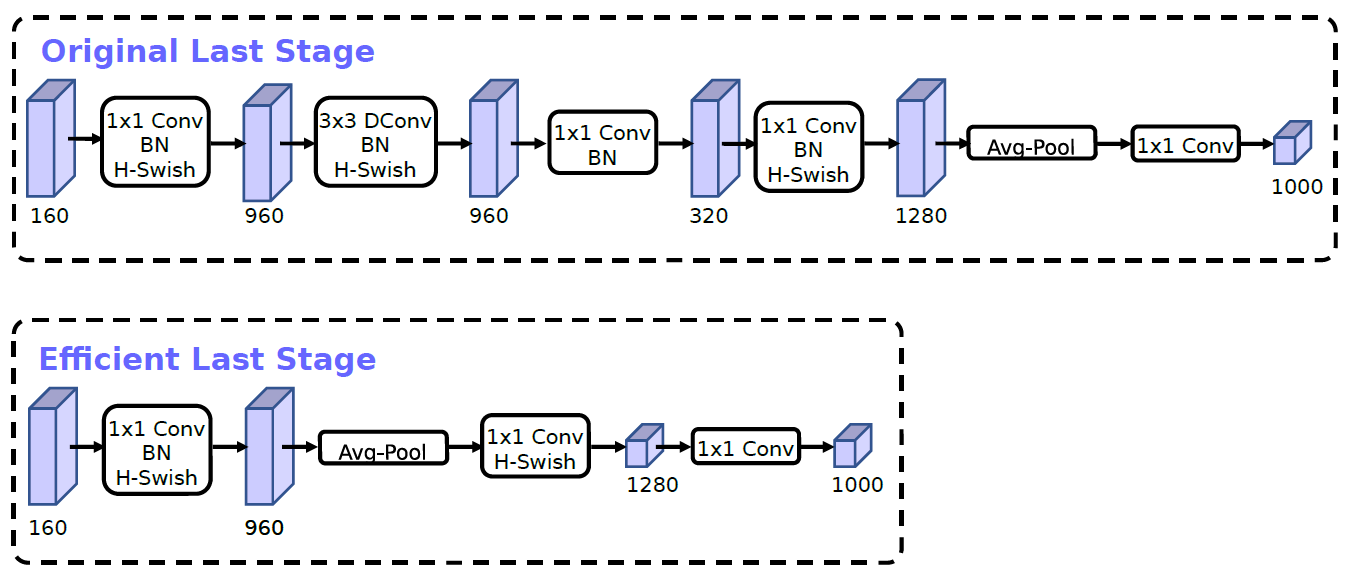 Original Last Stage
1x1 Conv
BN
H-Swish
3x3 DConv
BN
H-Swish
1x1 Conv
BN
1x1 Conv
BN
H-Swish
Avg-Pool
1x1 Conv
160
960
960
320
1280
1000
Efficient Last Stage
1x1 Conv
BN
H-Swish
Avg-Pool
1x1 Conv
H-Swish
1x1 Conv
160
960
1280
1000